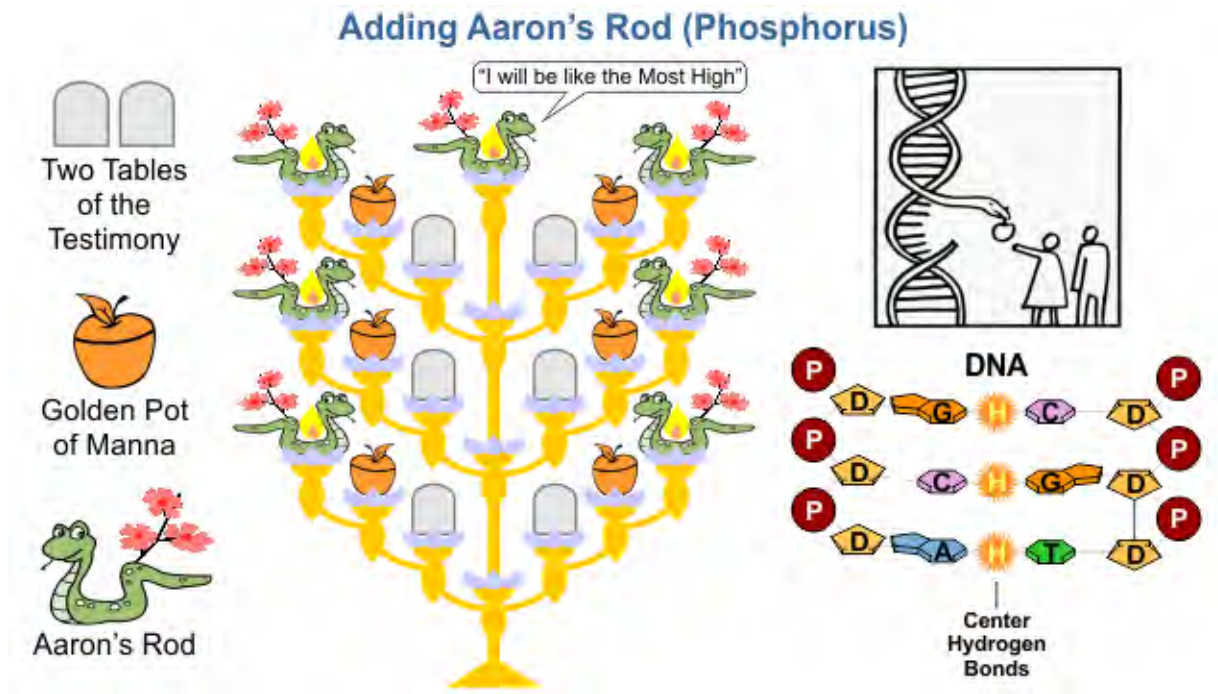 Adding Aaron's Rod (Phosphorus)
"I will be like the Most High"
Two Tables
of the
Testimony
Golden Pot
of Manna
Aaron's Rod
DNA
P D G H C D P
P D C H G D P
P D A H T D P
Center
Hydrogen
Bonds